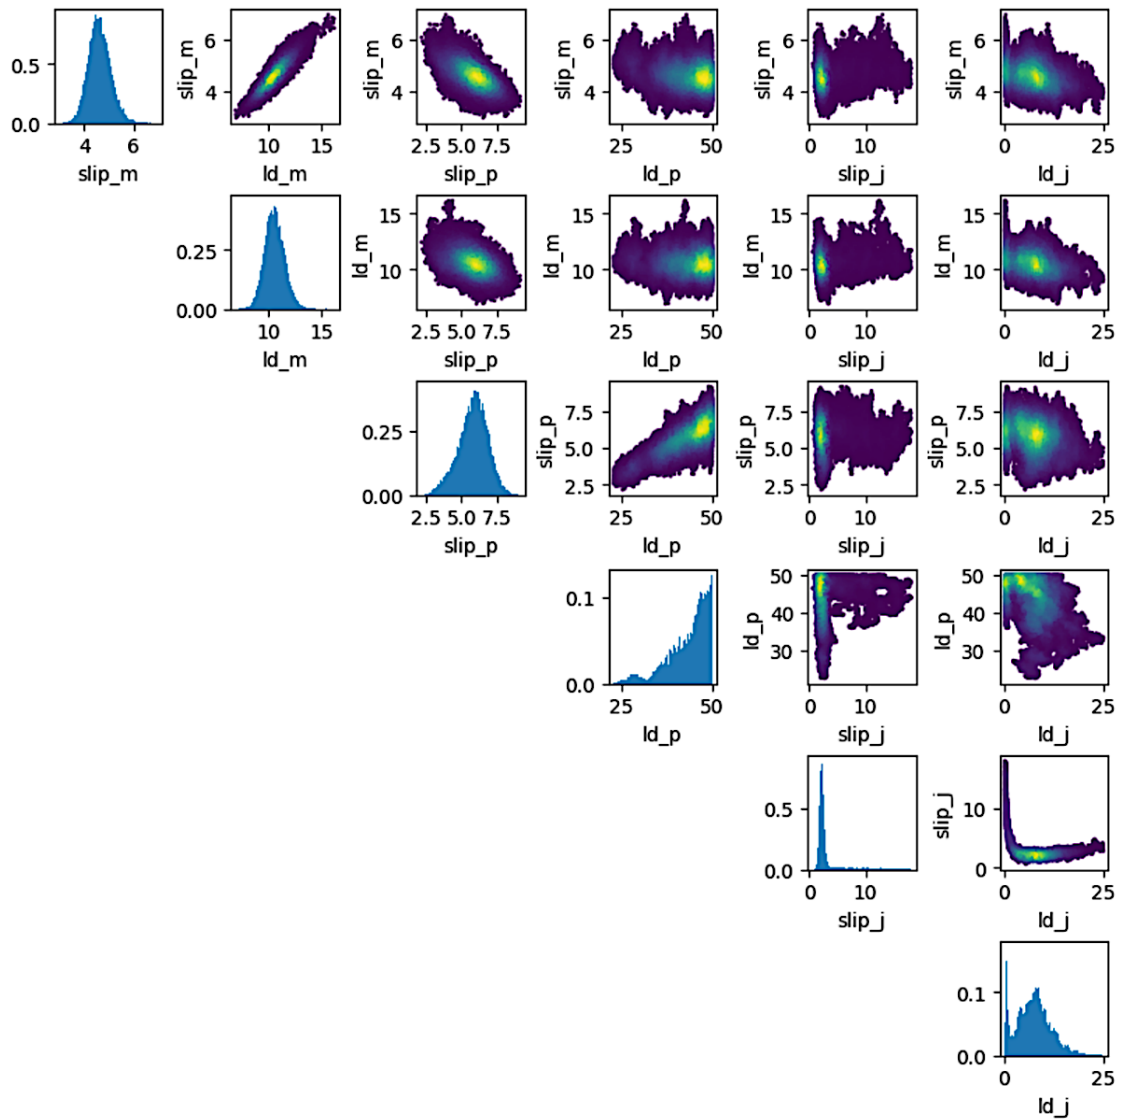 0.5
0.0
4 6
slip_m
slip_m
6
4
10 15
ld_m
slip_m
6
4
2.5 5.0 7.5
slip_p
slip_m
6
4
25 50
ld_p
slip_m
6
4
0 10
slip_j
slip_m
6
4
0 25
ld_j
0.25
0.00
10 15
ld_m
ld_m
15
10
2.5 5.0 7.5
slip_p
ld_m
15
10
25 50
ld_p
ld_m
15
10
0 10
slip_j
ld_m
15
10
0 25
ld_j
0.25
0.00
2.5 5.0 7.5
slip_p
slip_p
7.5
5.0
2.5
25 50
ld_p
slip_p
7.5
5.0
2.5
0 10
slip_j
slip_p
7.5
5.0
2.5
0 25
ld_j
0.1
0.0
25 50
ld_p
ld_p
50
40
30
0 10
slip_j
ld_p
50
40
30
0 25
ld_j
0.5
0.0
0 10
slip_j
slip_j
10
0
0 25
ld_j
0.1
0.0
0 25
ld_j